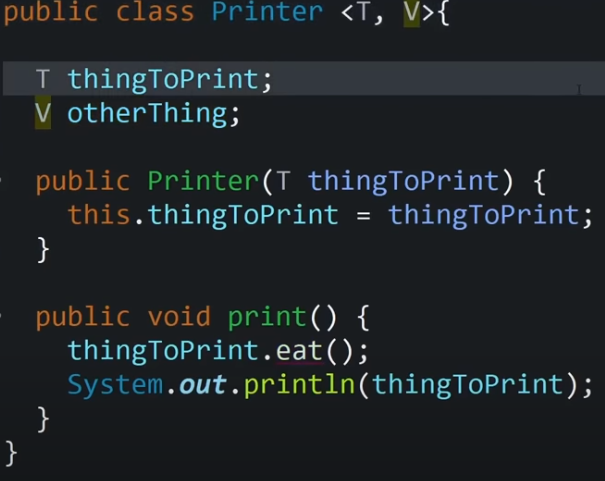 public class Printer <T, V>{
T thingToPrint;
V otherThing;
public Printer(T thingToPrint) {
this.thingToPrint = thingToPrint;
}
public void print() {
thingToPrint.eat();
System.out.println(thingToPrint);
}
}